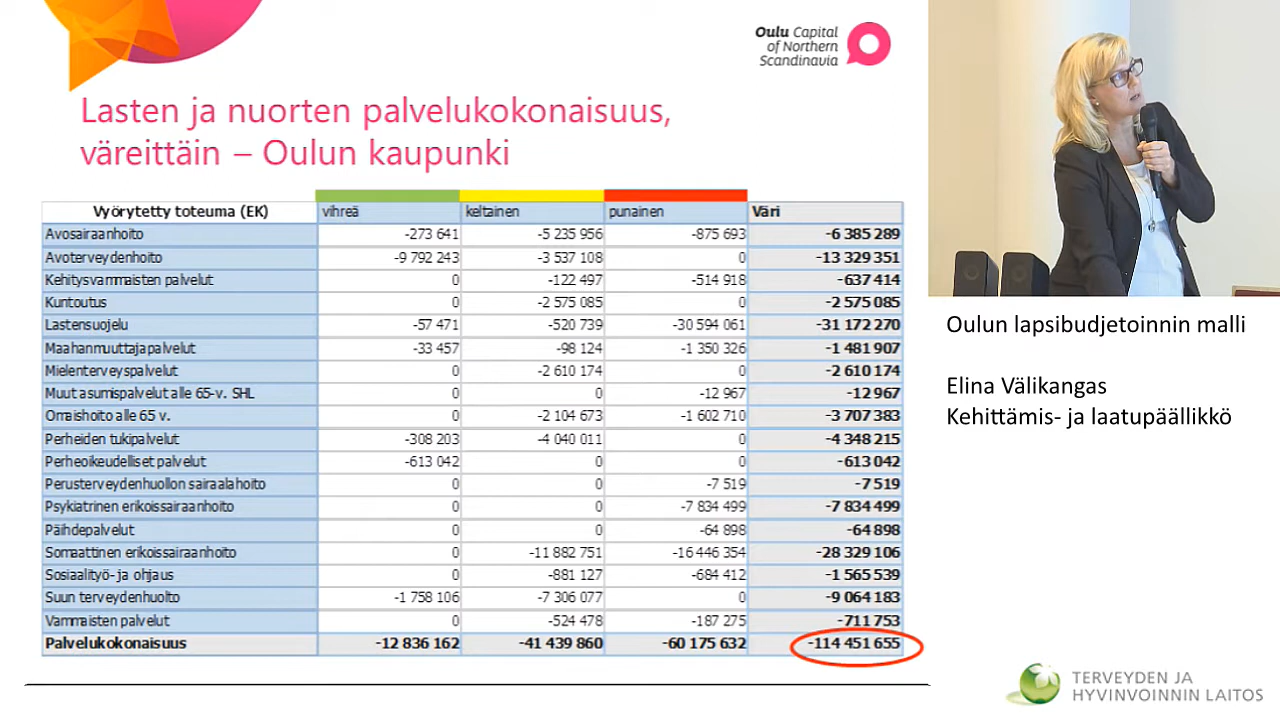 Oulu Capital
of Northern
Scandinavia
Lasten ja nuorten palvelukokonaisuus,
väreittäin – Oulun kaupunki
Vyörytetty toteuma (EK) vihreä keltainen punainen Väri
Avosairaanhoito -273 641 -5 235 956 -875 693 -6 385 289
Avoterveydenhoito -9 792 243 -3 537 108 0 -13 329 351
Kehitysvammaisten palvelut 0 -122 497 -514 918 -637 414
Kuntoutus 0 -2 575 085 0 -2 575 085
Lastensuojelu -57 471 -520 739 -30 594 061 -31 172 270
Maahanmuuttajapalvelut -33 457 -98 124 -1 350 326 -1 481 907
Mielenterveyspalvelut 0 -2 610 174 0 -2 610 174
Muut asumispalvelut alle 65-v. SHL 0 0 -12 967 -12 967
Omaishoito alle 65 v. 0 -2 104 673 -1 602 710 -3 707 383
Perheiden tukipalvelut -308 203 -4 040 011 0 -4 348 215
Perheoikeudelliset palvelut -613 042 0 0 -613 042
Perusterveydenhuollon sairaalahoito 0 0 -7 519 -7 519
Psykiatrinen erikoissairaanhoito 0 0 -7 834 499 -7 834 499
Päihdepalvelut 0 0 -64 898 -64 898
Somaattinen erikoissairaanhoito 0 -11 882 751 -16 446 354 -28 329 106
Sosiaalityö- ja ohjaus 0 -881 127 -684 412 -1 565 539
Suun terveydenhuolto -1 758 106 -7 306 077 0 -9 064 183
Vammaisten palvelut 0 -524 478 -187 275 -711 753
Palvelukokonaisuus -12 836 162 -41 439 860 -60 175 632 -114 451 655
Oulun lapsibudjetoinnin malli
Elina Välikangas
Kehittämis- ja laatupäällikkö
TERVEYDEN JA
HYVINVOINNIN LAITOS